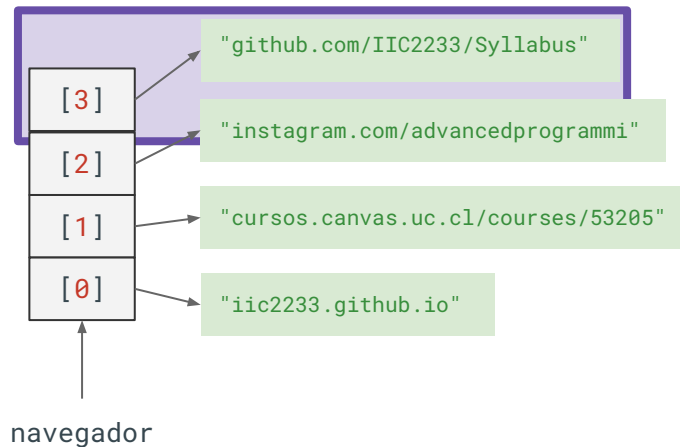 [3] "github.com/IIC2233/Syllabus"
[2] "instagram.com/advancedprogrammi"
[1] "cursos.canvas.uc.cl/courses/53205"
[0] "iic2233.github.io"
navegador